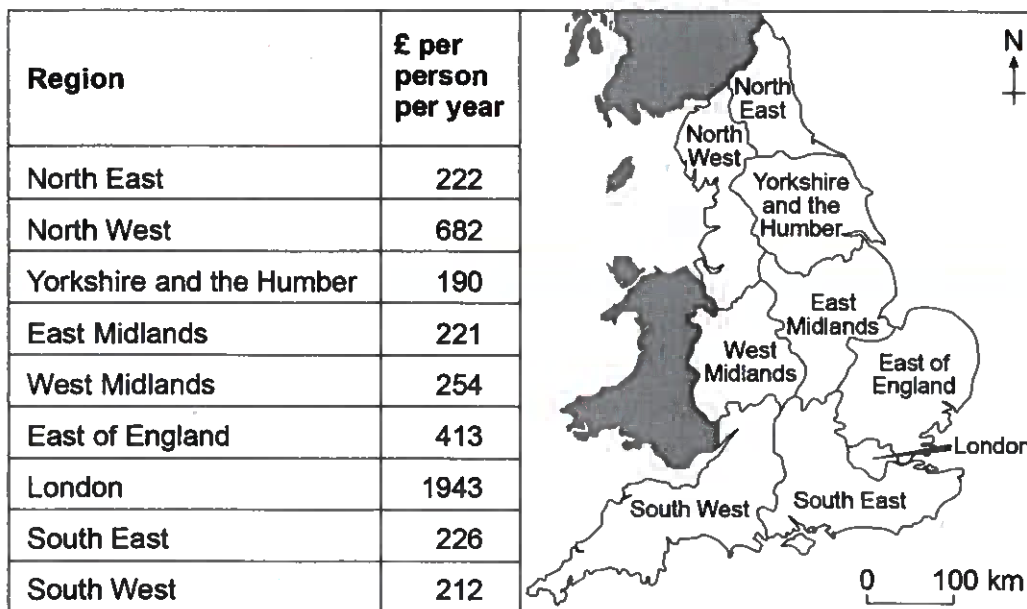 Region
£ per
person
per year
North East
222
North West
682
Yorkshire and the Humber
190
East Midlands
221
West Midlands
254
East of England
413
London
1943
South East
226
South West
212
N
North
East
North
West
Yorkshire
and the
Humber
East
Midlands
West
Midlands
East of
England
London
South West
South East
0
100 km